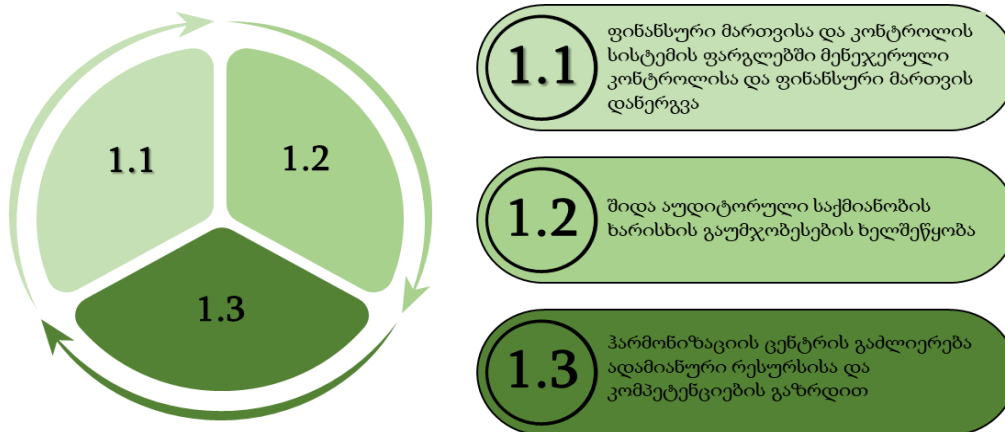 1.1
1.2
1.3
1.1
ფინანსური მართვისა და კონტროლის
სისტემის ფარგლებში მენეჯერული
კონტროლისა და ფინანსური მართვის
დანერგვა
1.2
შიდა აუდიტორული საქმიანობის
ხარისხის გაუმჯობესების ხელშეწყობა
1.3
ჰარმონიზაციის ცენტრის გაძლიერება
ადამიანური რესურსისა და
კომპეტენციების გაზრდით